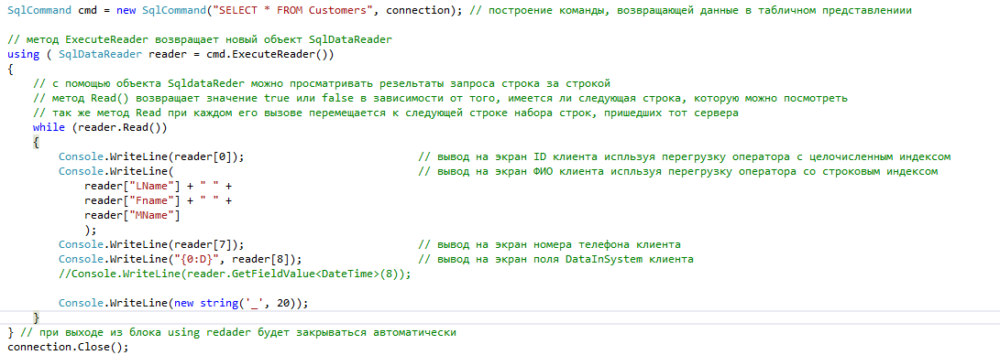 SqlCommand cmd = new SqlCommand("SELECT * FROM Customers", connection); // построение команды, возвращающей данные в табличном представлениии
// метод ExecuteReader возвращает новый объект SqlDataReader
using ( SqlDataReader reader = cmd.ExecuteReader())
{
// с помощью объекта SqldataReder можно просматривать резельтаты запроса строка за строкой
// метод Read() возвращает значение true или false в зависимости от того, имеется ли следующая строка, которую можно посмотреть
// так же метод Read при каждом его вызове перемещается к следующей строке набора строк, пришедших тот сервера
while (reader.Read())
{
Console.WriteLine(reader[0]); // вывод на экран ID клиента испльзуя перегрузку оператора с целочисленным индексом
Console.WriteLine( // вывод на экран ФИО клиента испльзуя перегрузку оператора со строковым индексом
reader["LName"] + " " +
reader["Fname"] + " " +
reader["MName"]
);
Console.WriteLine(reader[7]); // вывод на экран номера телефона клиента
Console.WriteLine("{0:D}", reader[8]); // вывод на экран поля DataInSystem клиента
//Console.WriteLine(reader.GetFieldValue<DateTime>(8));
Console.WriteLine(new string('_', 20));
}
} // при выходе из блока using redader будет закрываться автоматически
connection.Close();